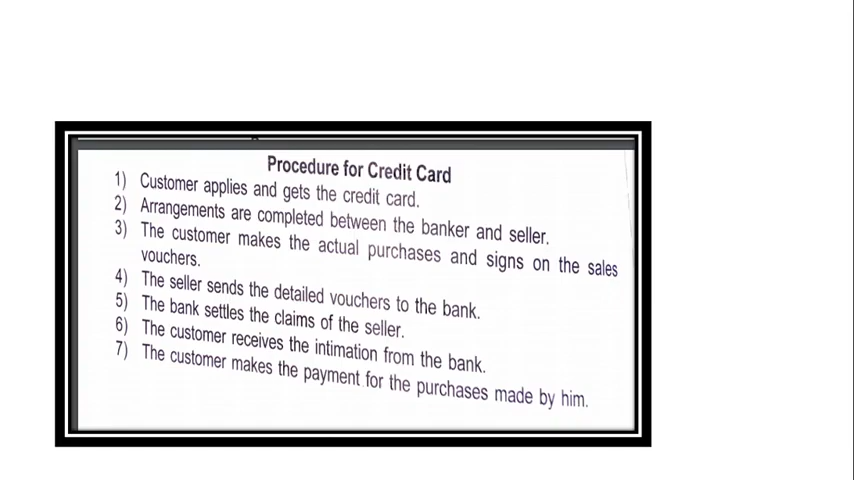 Procedure for Credit Card
1) Customer applies and gets the credit card.
2) Arrangements are completed between the banker and seller.
3) The customer makes the actual purchases and signs on the sales
vouchers.
4) The seller sends the detailed vouchers to the bank.
5) The bank settles the claims of the seller.
6) The customer receives the intimation from the bank.
7) The customer makes the payment for the purchases made by him.